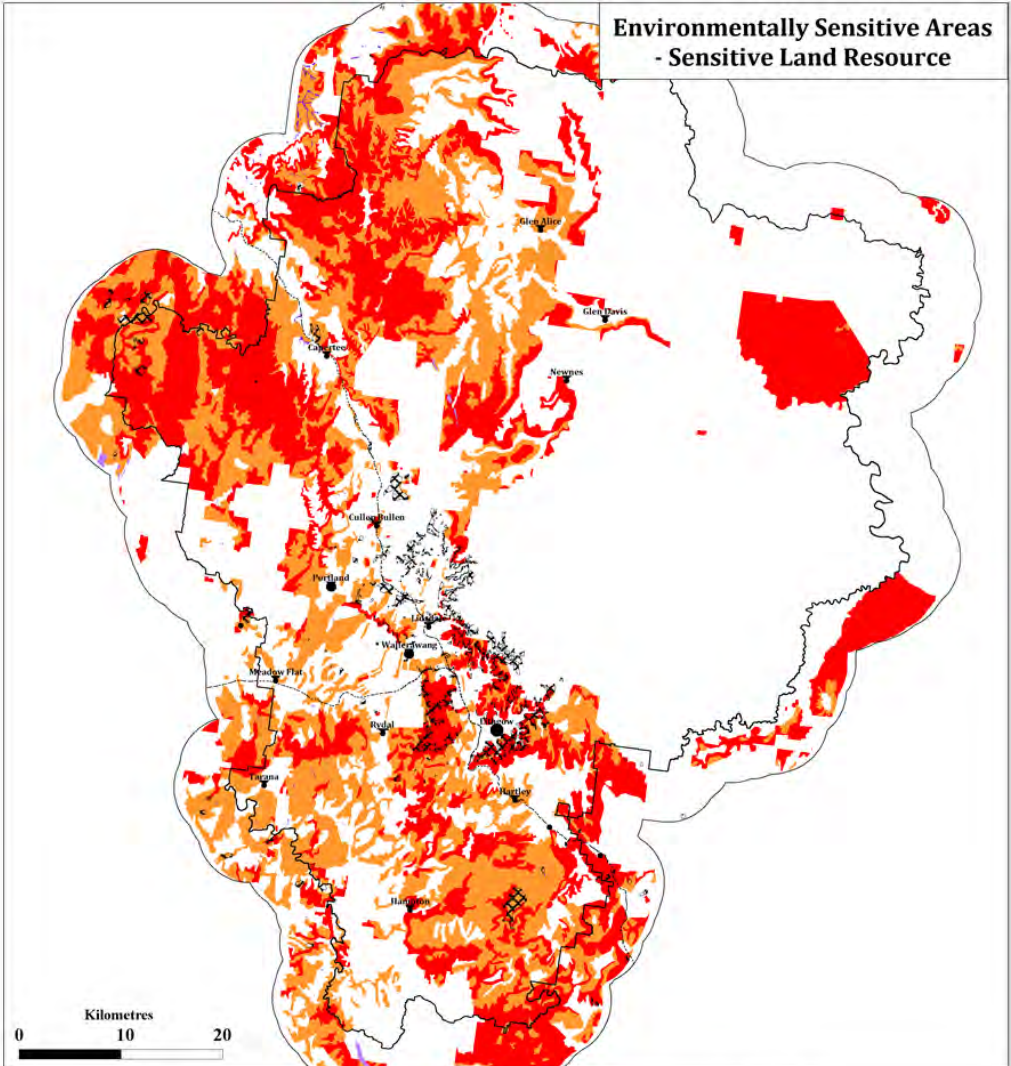 Environmentally Sensitive Areas
- Sensitive Land Resource
Glen Alice
Glen Davis
Capertee
Newnes
Cullen Bullen
Portland
Lidsdale
Wallerawang
Meadow Flat
Rydal
Lithgow
Tarana
Hartley
Hampton
Kilometres
0 10 20